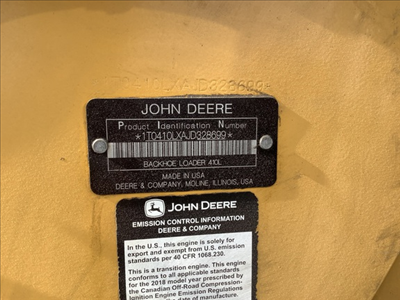 JOHN DEERE
Product Identification Number
*1T0410LXAJD328699*
BACKHOE LOADER 410L
MADE IN USA
DEERE & COMPANY, MOLINE, ILLINOIS, USA
JOHN DEERE
EMISSION CONTROL INFORMATION
DEERE & COMPANY
In the U.S., this engine is solely for
export and exempt from U.S. emission
standards per 40 CFR 1068.230.
This is a transition engine. This engine
conforms to all applicable standards
for the 2018 model year prescribed by
the Canadian Off-Road Compression-
Ignition Engine Emission Regulations